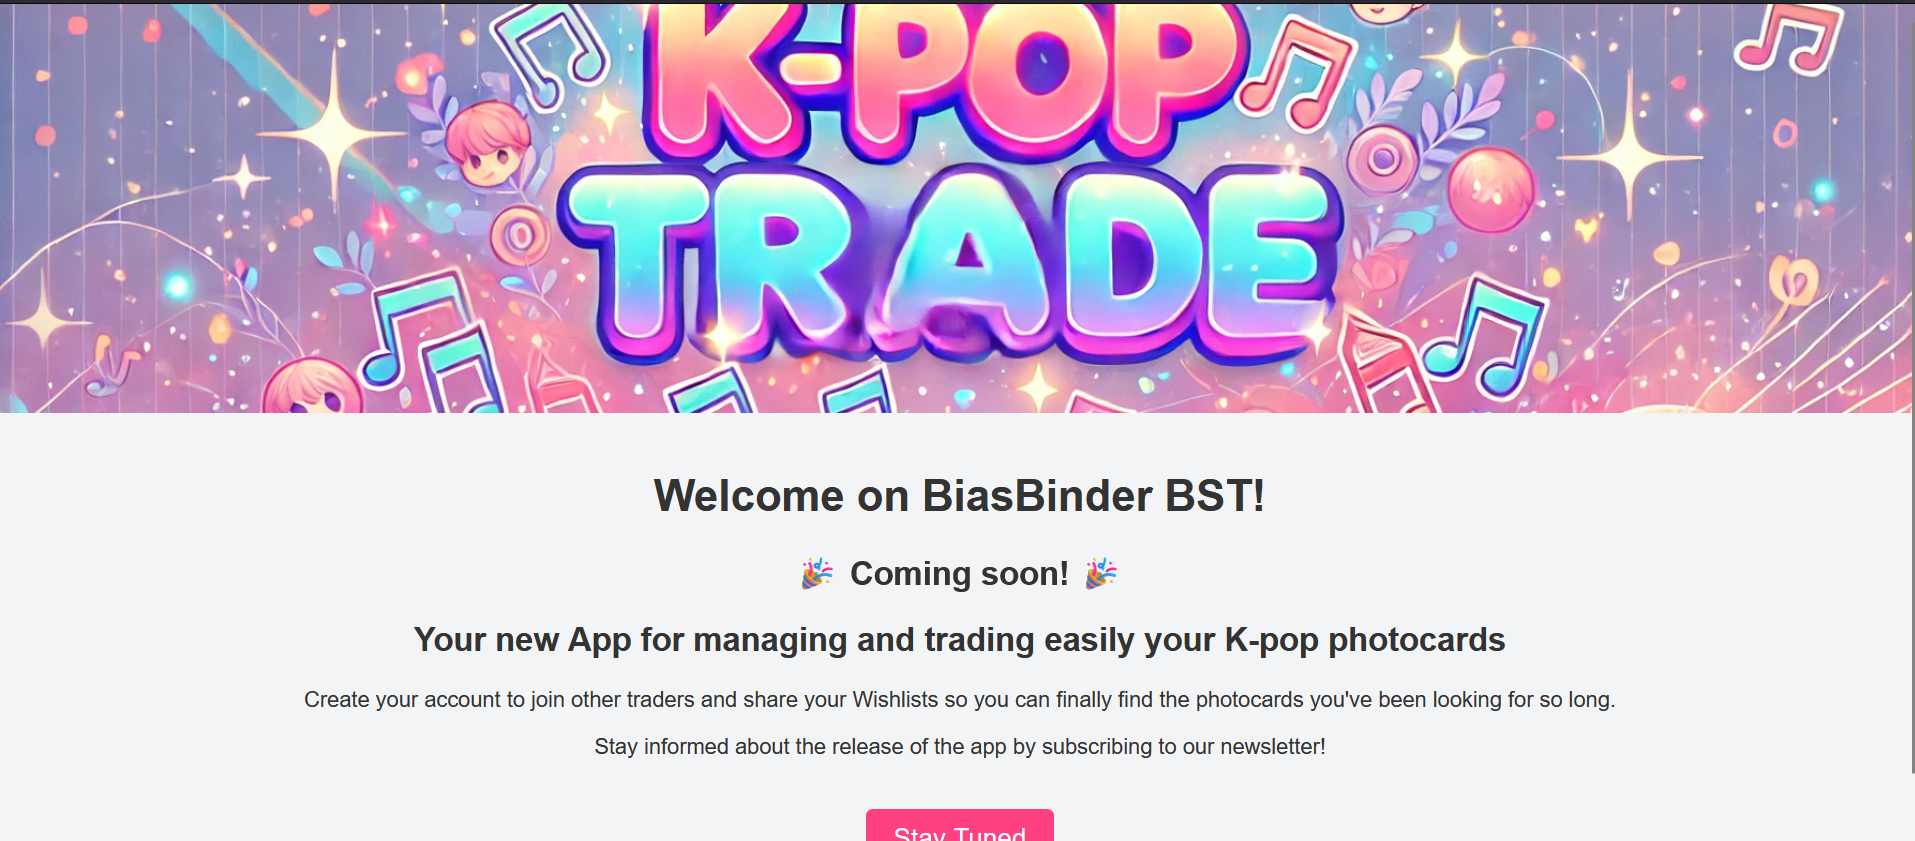 K-POP
TRADE
Welcome on BiasBinder BST!
🎉 Coming soon! 🎉
Your new App for managing and trading easily your K-pop photocards
Create your account to join other traders and share your Wishlists so you can finally find the photocards you've been looking for so long.
Stay informed about the release of the app by subscribing to our newsletter!
Stay Tuned